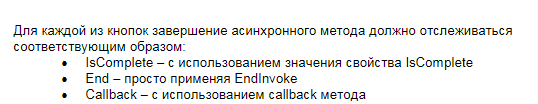 Для каждой из кнопок завершение асинхронного метода должно отслеживаться
соответствующим образом:
• IsComplete – с использованием значения свойства IsComplete
• End – просто применяя EndInvoke
• Callback – с использованием callback метода